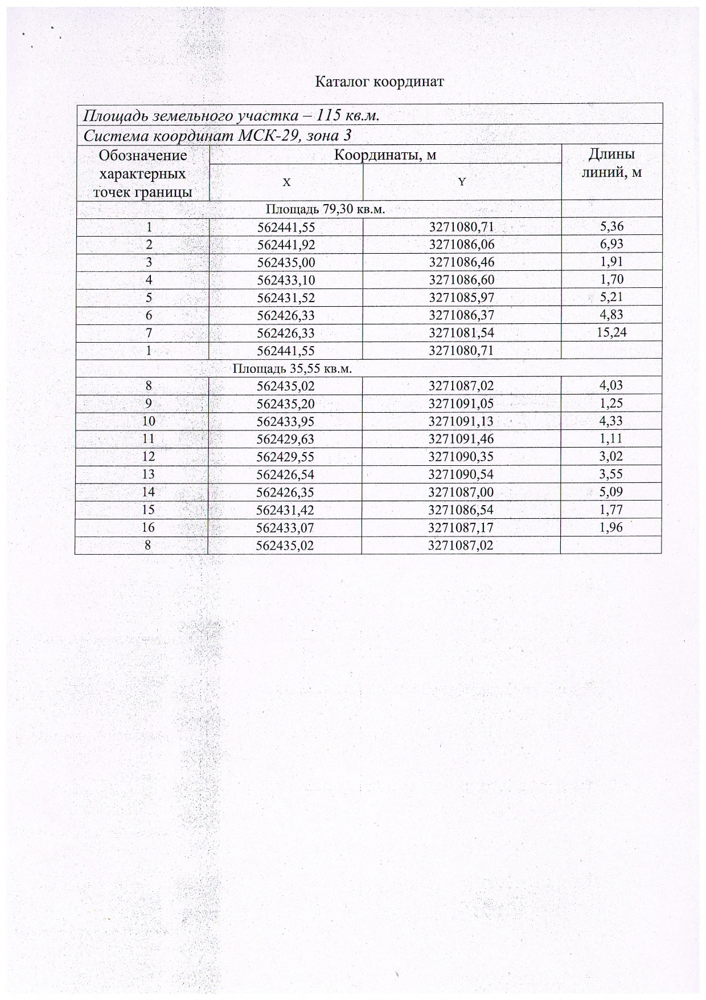 Каталог координат
Площадь земельного участка – 115 кв.м.
Система координат МСК-29, зона 3
Обозначение характерных точек границы Координаты, м Длины линий, м
X Y
Площадь 79,30 кв.м.
1 562441,55 3271080,71 5,36
2 562441,92 3271086,06 6,93
3 562435,00 3271086,46 1,91
4 562433,10 3271086,60 1,70
5 562431,52 3271085,97 5,21
6 562426,33 3271086,37 4,83
7 562426,33 3271081,54 15,24
1 562441,55 3271080,71
Площадь 35,55 кв.м.
8 562435,02 3271087,02 4,03
9 562435,20 3271091,05 1,25
10 562433,95 3271091,13 4,33
11 562429,63 3271091,46 1,11
12 562429,55 3271090,35 3,02
13 562426,54 3271090,54 3,55
14 562426,35 3271087,00 5,09
15 562431,42 3271086,54 1,77
16 562433,07 3271087,17 1,96
8 562435,02 3271087,02